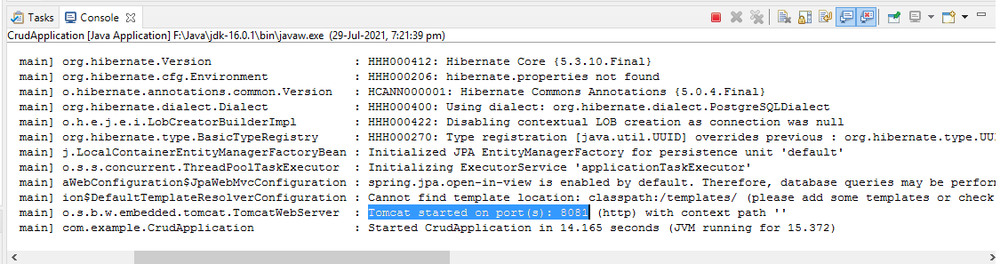 Tasks Console
CrudApplication [Java Application] F:\Java\jdk-16.0.1\bin\javaw.exe (29-Jul-2021, 7:21:39 pm)
main] org.hibernate.Version : HHH000412: Hibernate Core {5.3.10.Final}
main] org.hibernate.cfg.Environment : HHH000206: hibernate.properties not found
main] o.hibernate.annotations.common.Version : HCANN000001: Hibernate Commons Annotations {5.0.4.Final}
main] org.hibernate.dialect.Dialect : HHH000400: Using dialect: org.hibernate.dialect.PostgreSQLDialect
main] o.h.e.j.e.i.LobCreatorBuilderImpl : HHH000422: Disabling contextual LOB creation as connection was null
main] org.hibernate.type.BasicTypeRegistry : HHH000270: Type registration [java.util.UUID] overrides previous : org.hibernate.type.UUI
main] j.LocalContainerEntityManagerFactoryBean : Initialized JPA EntityManagerFactory for persistence unit 'default'
main] o.s.s.concurrent.ThreadPoolTaskExecutor : Initializing ExecutorService 'applicationTaskExecutor'
main] aWebConfiguration$JpaWebMvcConfiguration : spring.jpa.open-in-view is enabled by default. Therefore, database queries may be perform
main] ion$DefaultTemplateResolverConfiguration : Cannot find template location: classpath:/templates/ (please add some templates or check
main] o.s.b.w.embedded.tomcat.TomcatWebServer : Tomcat started on port(s): 8081 (http) with context path ''
main] com.example.CrudApplication : Started CrudApplication in 14.165 seconds (JVM running for 15.372)